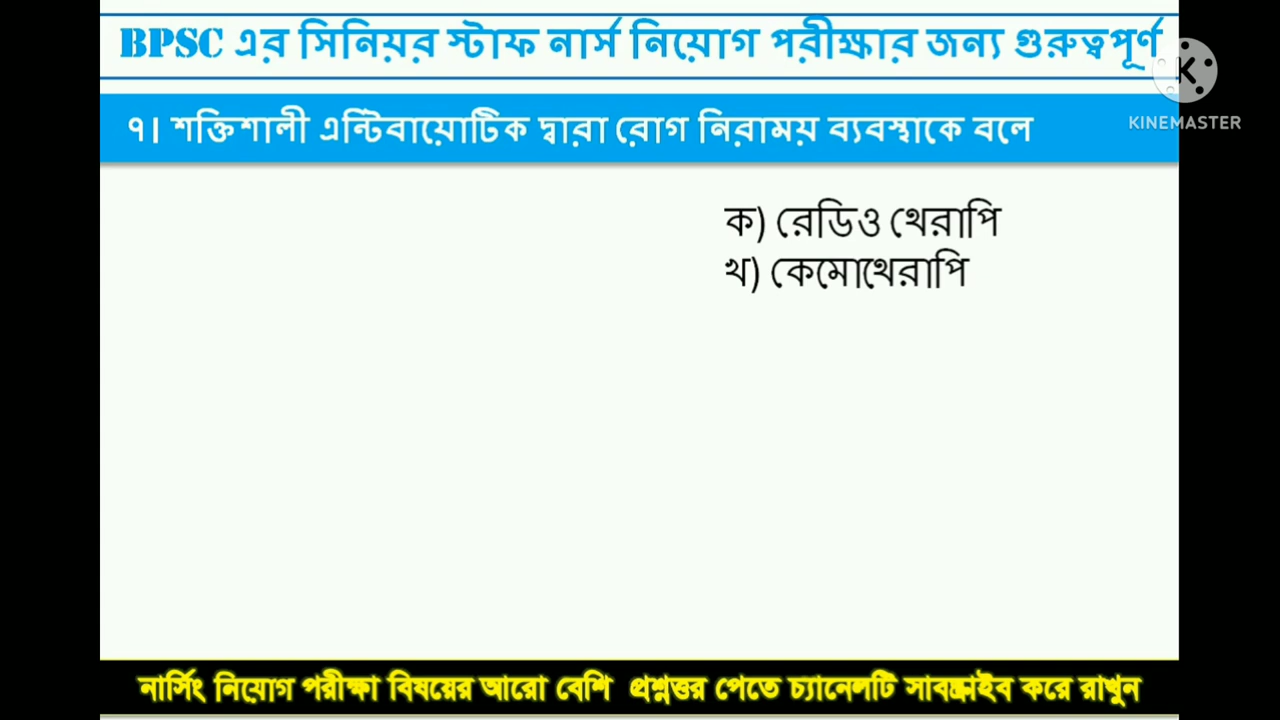 BPSC এর সিনিয়র স্টাফ নার্স নিয়োগ পরীক্ষার জন্য গুরুত্বপূর্ণ
KINEMASTER
৭। শক্তিশালী এন্টিবায়োটিক দ্বারা রোগ নিরাময় ব্যবস্থাকে বলে
ক) রেডিও থেরাপি
খ) কেমোথেরাপি
নার্সিং নিয়োগ পরীক্ষা বিষয়ের আরো বেশি প্রশ্নত্তর পেতে চ্যানেলটি সাবস্ক্রাইব করে রাখুন